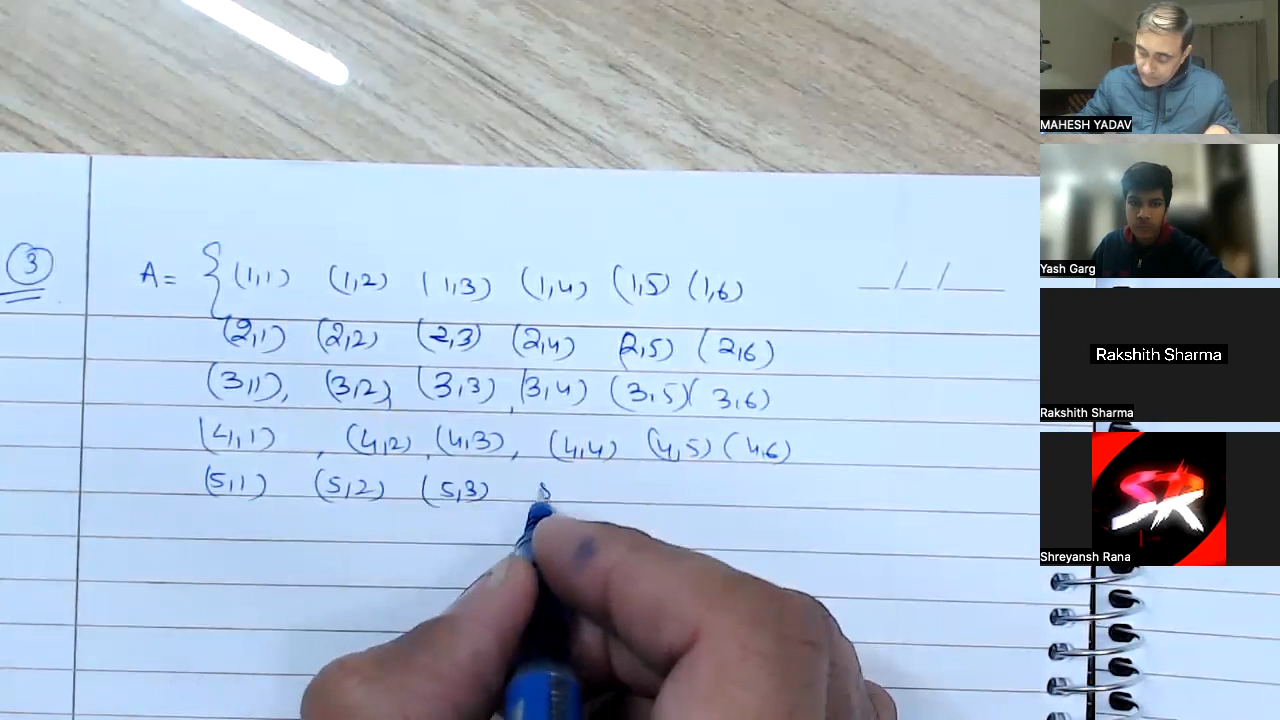 ③
A = { (1,1) (1,2) (1,3) (1,4) (1,5) (1,6)
(2,1) (2,2) (2,3) (2,4) (2,5) (2,6)
(3,1), (3,2), (3,3), (3,4) (3,5) (3,6)
(4,1), (4,2), (4,3), (4,4) (4,5) (4,6)
(5,1) (5,2) (5,3)
__/__/____
MAHESH YADAV
Yash Garg
Rakshith Sharma
Rakshith Sharma
SR
Shreyansh Rana